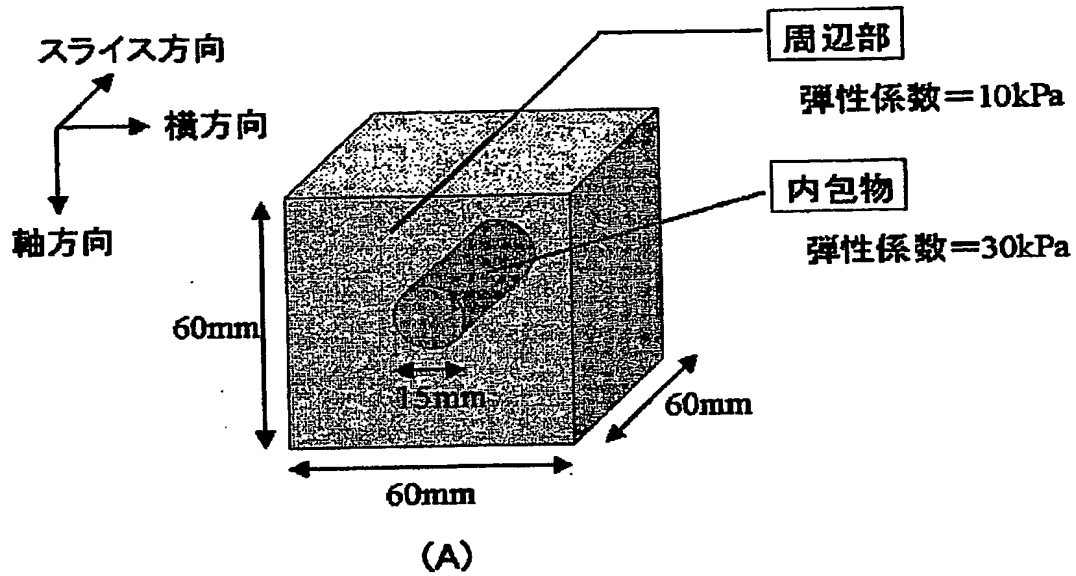 スライス方向
横方向
軸方向
周辺部
弾性係数=10kPa
内包物
弾性係数=30kPa
60mm
15mm
60mm
60mm
(A)